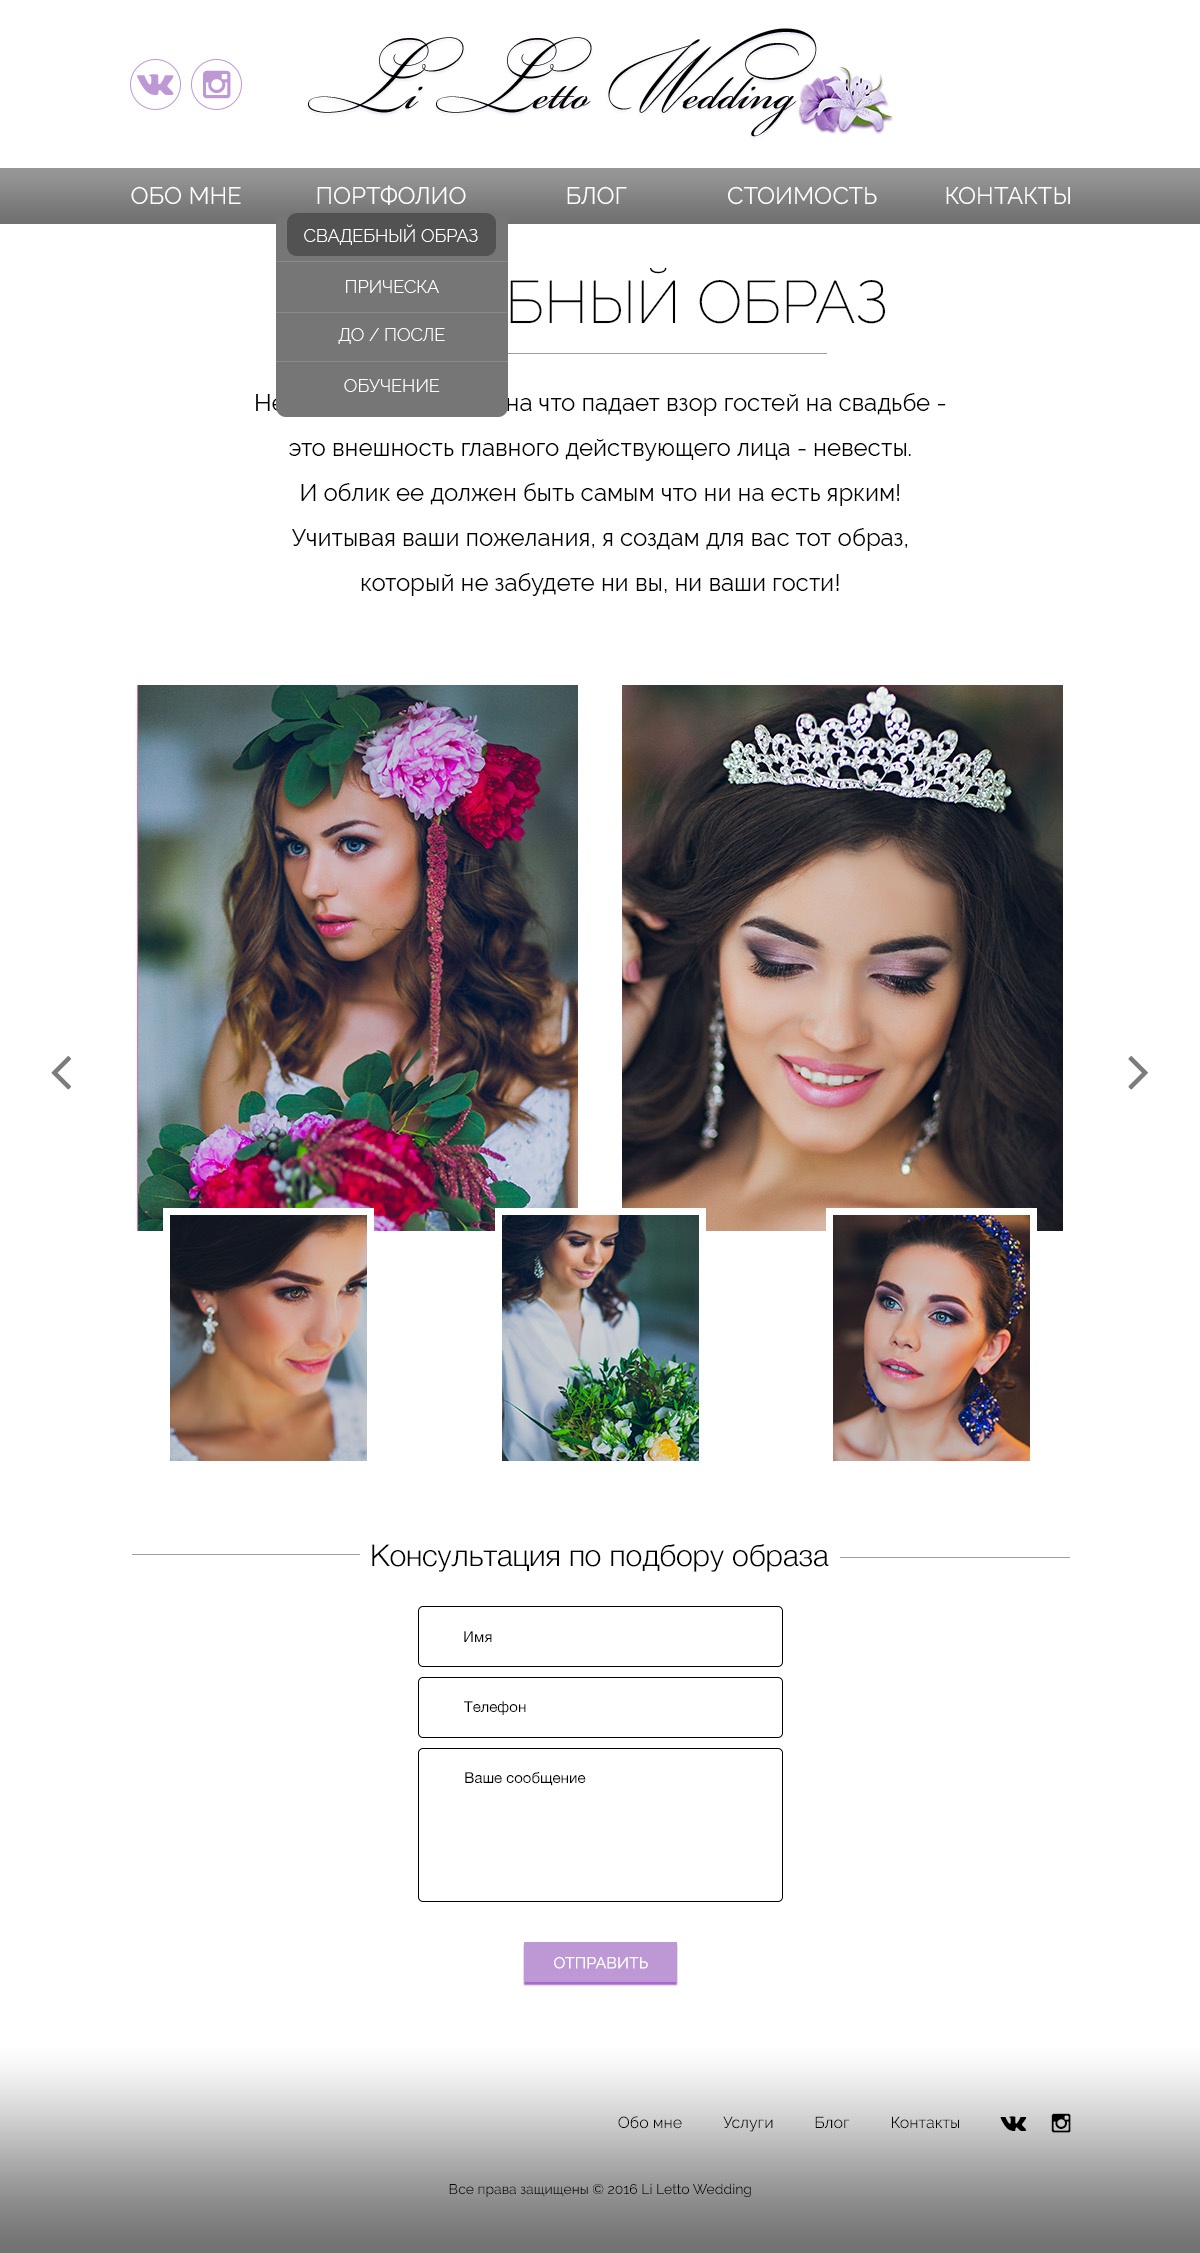 Li Letto Wedding
ОБО МНЕ ПОРТФОЛИО БЛОГ СТОИМОСТЬ КОНТАКТЫ
СВАДЕБНЫЙ ОБРАЗ
ПРИЧЕСКА
ДО / ПОСЛЕ
ОБУЧЕНИЕ
БНЫЙ ОБРАЗ
на что падает взор гостей на свадьбе -
это внешность главного действующего лица - невесты.
И облик ее должен быть самым что ни на есть ярким!
Учитывая ваши пожелания, я создам для вас тот образ,
который не забудете ни вы, ни ваши гости!
Консультация по подбору образа
Имя
Телефон
Ваше сообщение
ОТПРАВИТЬ
Обо мне Услуги Блог Контакты
Все права защищены © 2016 Li Letto Wedding